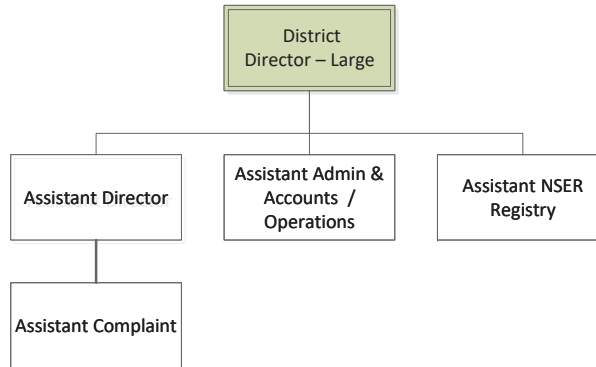 District
Director – Large
Assistant Director
Assistant Admin &
Accounts /
Operations
Assistant NSER
Registry
Assistant Complaint